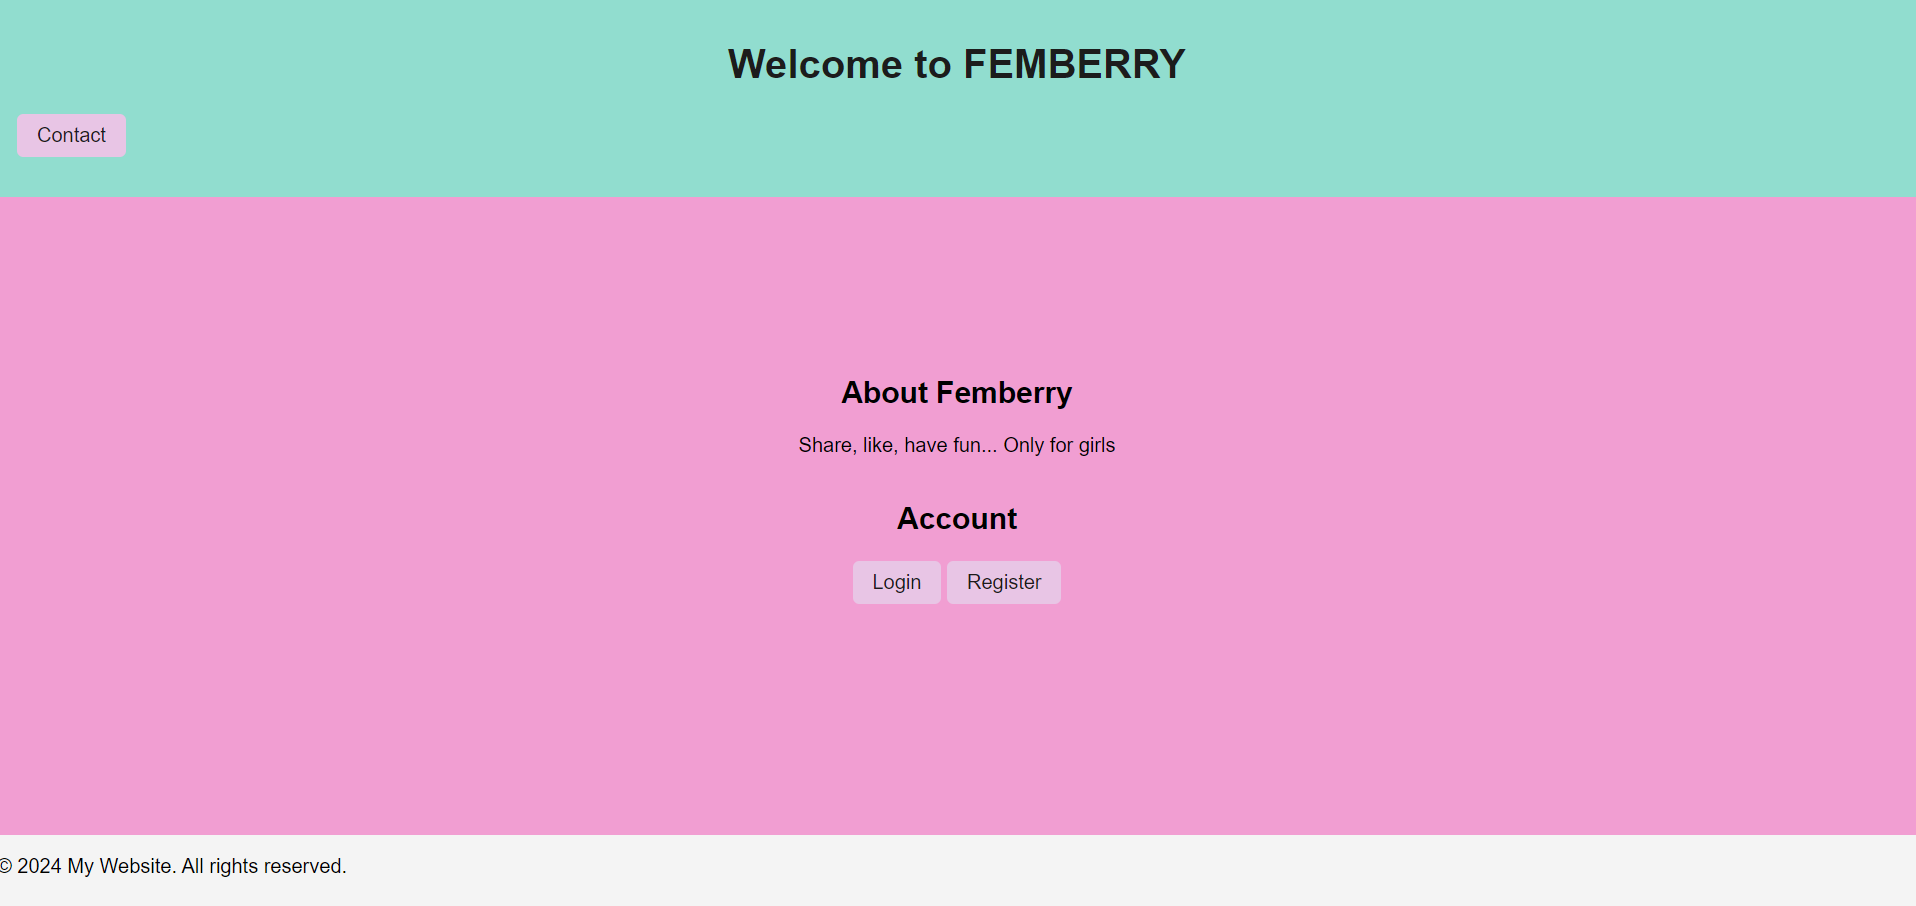 Welcome to FEMBERRY
Contact
About Femberry
Share, like, have fun... Only for girls
Account
Login Register
© 2024 My Website. All rights reserved.